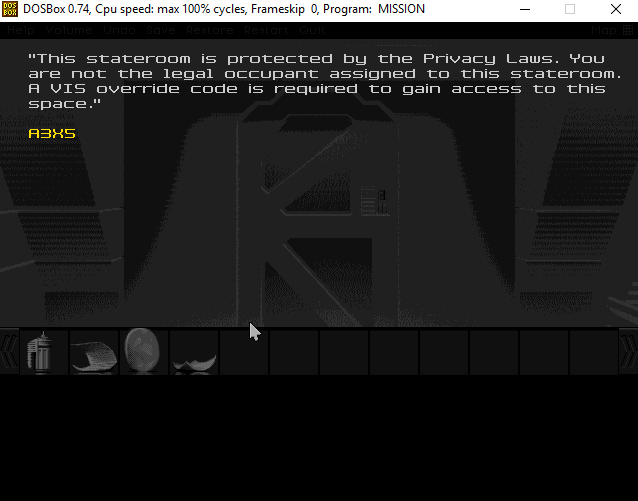 DOSBox 0.74, Cpu speed: max 100% cycles, Frameskip 0, Program: MISSION
Help Volume Undo Save Restore Restart Quit Map
"This stateroom is protected by the Privacy Laws. You
are not the legal occupant assigned to this stateroom.
A VIS override code is required to gain access to this
space."
A3X5